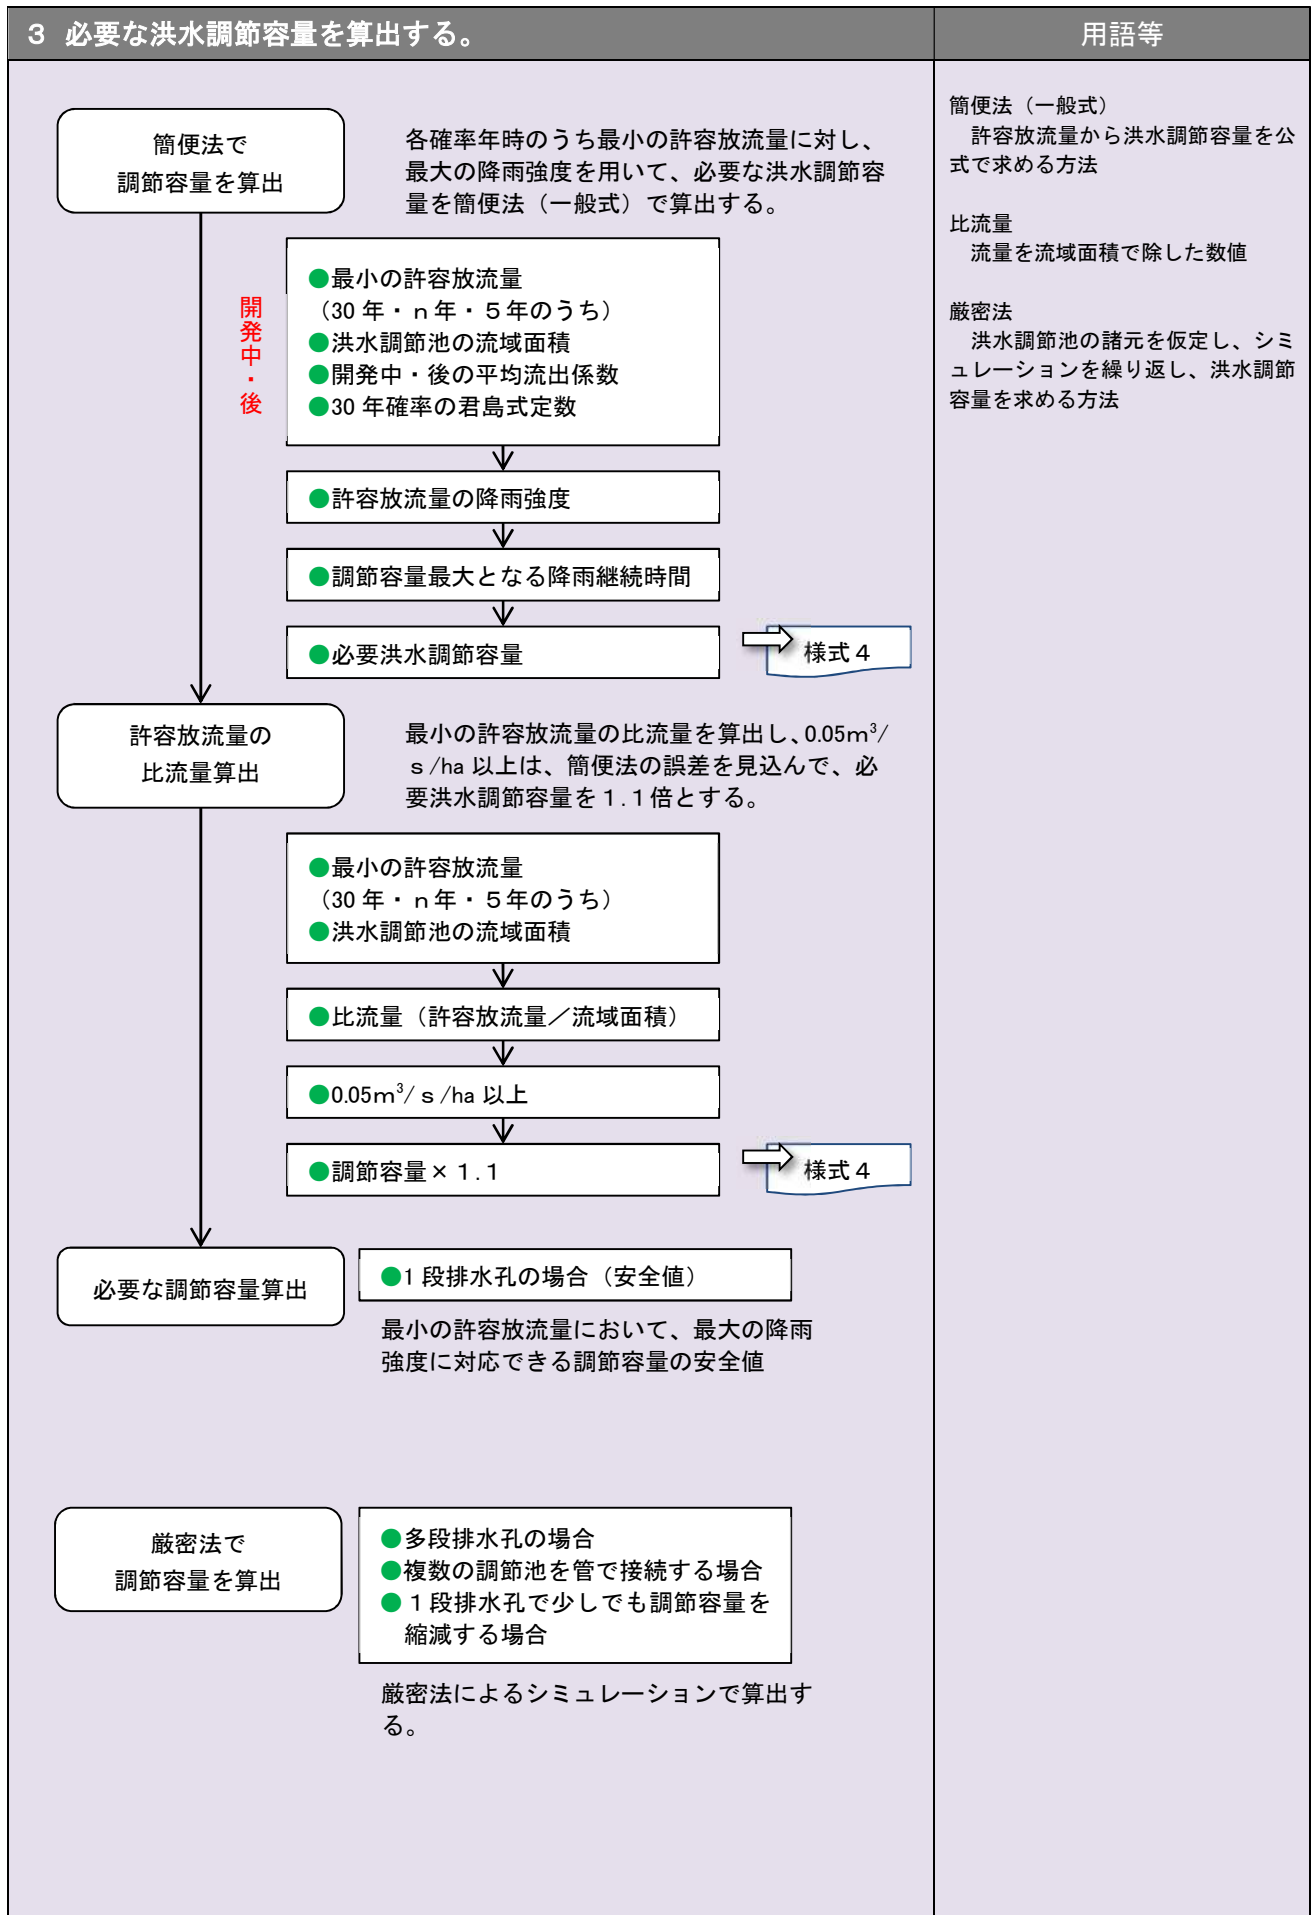 ３ 必要な洪水調節容量を算出する。
用語等
簡便法で
調節容量を算出
各確率年時のうち最小の許容放流量に対し、
最大の降雨強度を用いて、必要な洪水調節容
量を簡便法（一般式）で算出する。
開発中・後
●最小の許容放流量
（30 年・ｎ年・５年のうち）
●洪水調節池の流域面積
●開発中・後の平均流出係数
●30 年確率の君島式定数
●許容放流量の降雨強度
●調節容量最大となる降雨継続時間
●必要洪水調節容量
様式４
許容放流量の
比流量算出
最小の許容放流量の比流量を算出し、0.05ｍ³/
ｓ/ha 以上は、簡便法の誤差を見込んで、必
要洪水調節容量を１.１倍とする。
●最小の許容放流量
（30 年・ｎ年・５年のうち）
●洪水調節池の流域面積
●比流量（許容放流量／流域面積）
●0.05ｍ³/ｓ/ha 以上
●調節容量×１.１
様式４
必要な調節容量算出
●1 段排水孔の場合（安全値）
最小の許容放流量において、最大の降雨
強度に対応できる調節容量の安全値
厳密法で
調節容量を算出
●多段排水孔の場合
●複数の調節池を管で接続する場合
●１段排水孔で少しでも調節容量を
縮減する場合
厳密法によるシミュレーションで算出す
る。
簡便法（一般式）
許容放流量から洪水調節容量を公
式で求める方法
比流量
流量を流域面積で除した数値
厳密法
洪水調節池の諸元を仮定し、シミ
ュレーションを繰り返し、洪水調節
容量を求める方法